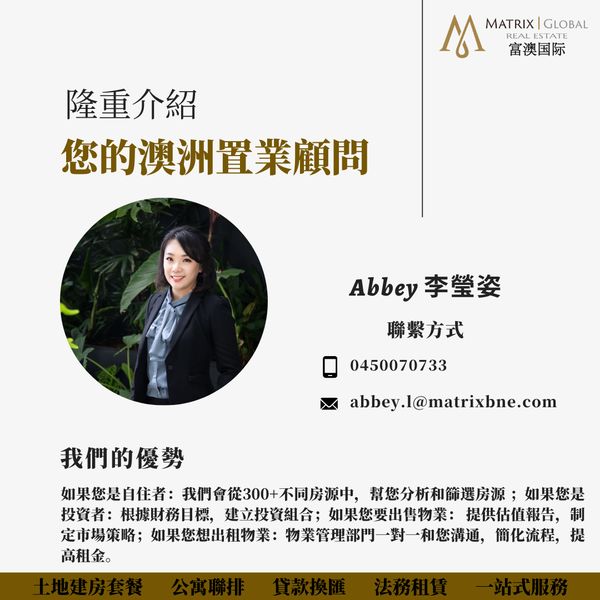 MATRIX | GLOBAL
REAL ESTATE
富澳国际
隆重介紹
您的澳洲置業顧問
Abbey 李瑩姿
聯繫方式
0450070733
abbey.l@matrixbne.com
我們的優勢
如果您是自住者：我們會從300+不同房源中，幫您分析和篩選房源；如果您是
投資者：根據財務目標，建立投資組合；如果您要出售物業：提供估值報告，制
定市場策略；如果您想出租物業：物業管理部門一對一和您溝通，簡化流程，提
高租金。
土地建房套餐 公寓聯排 貸款換匯 法務租賃 一站式服務